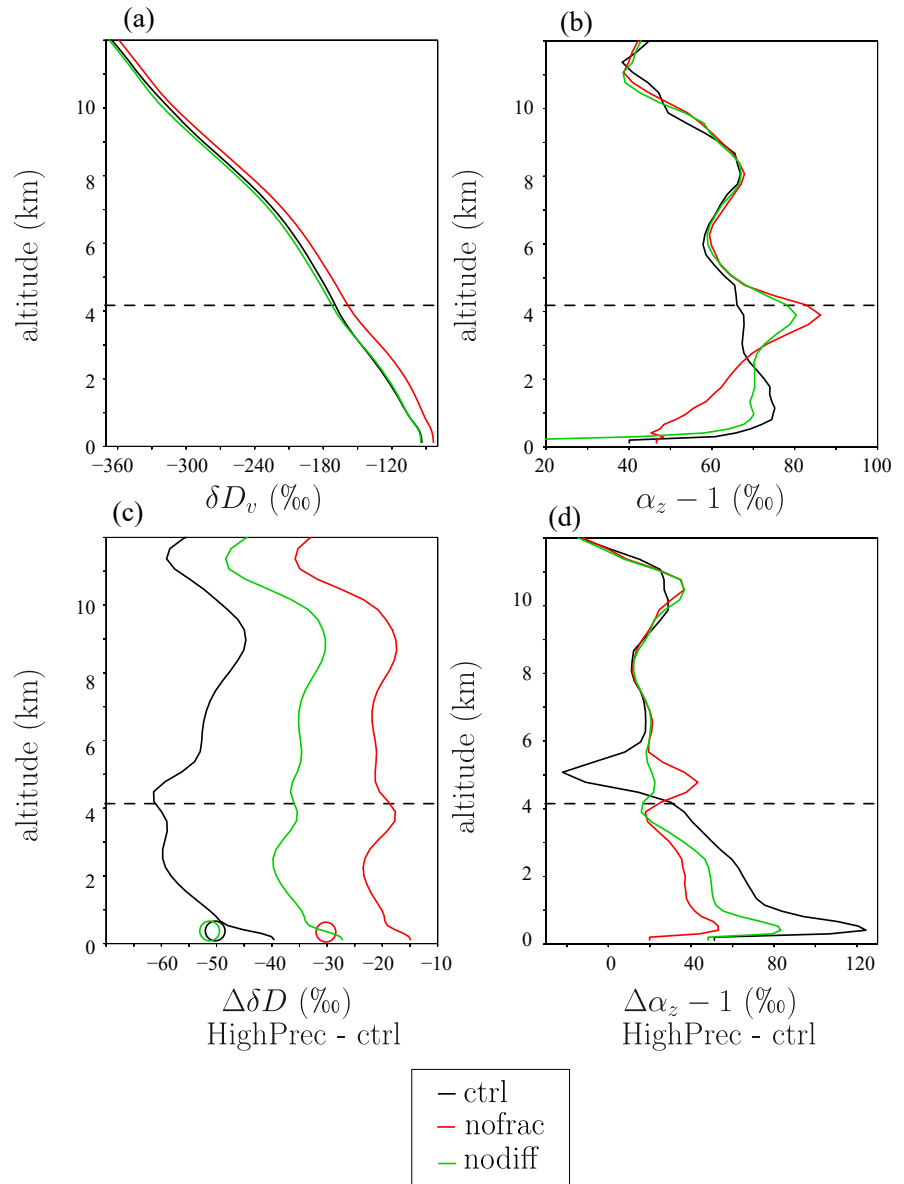 (a)
(b)
altitude (km)
10
8
6
4
2
0
−360
−300
−240
−180
−120
δD_v (‰)
altitude (km)
10
8
6
4
2
0
20
40
60
80
100
α_z − 1 (‰)
(c)
(d)
altitude (km)
10
8
6
4
2
0
−60
−50
−40
−30
−20
−10
ΔδD (‰)
HighPrec - ctrl
altitude (km)
10
8
6
4
2
0
0
40
80
120
Δα_z − 1 (‰)
HighPrec - ctrl
ctrl
nofrac
nodiff